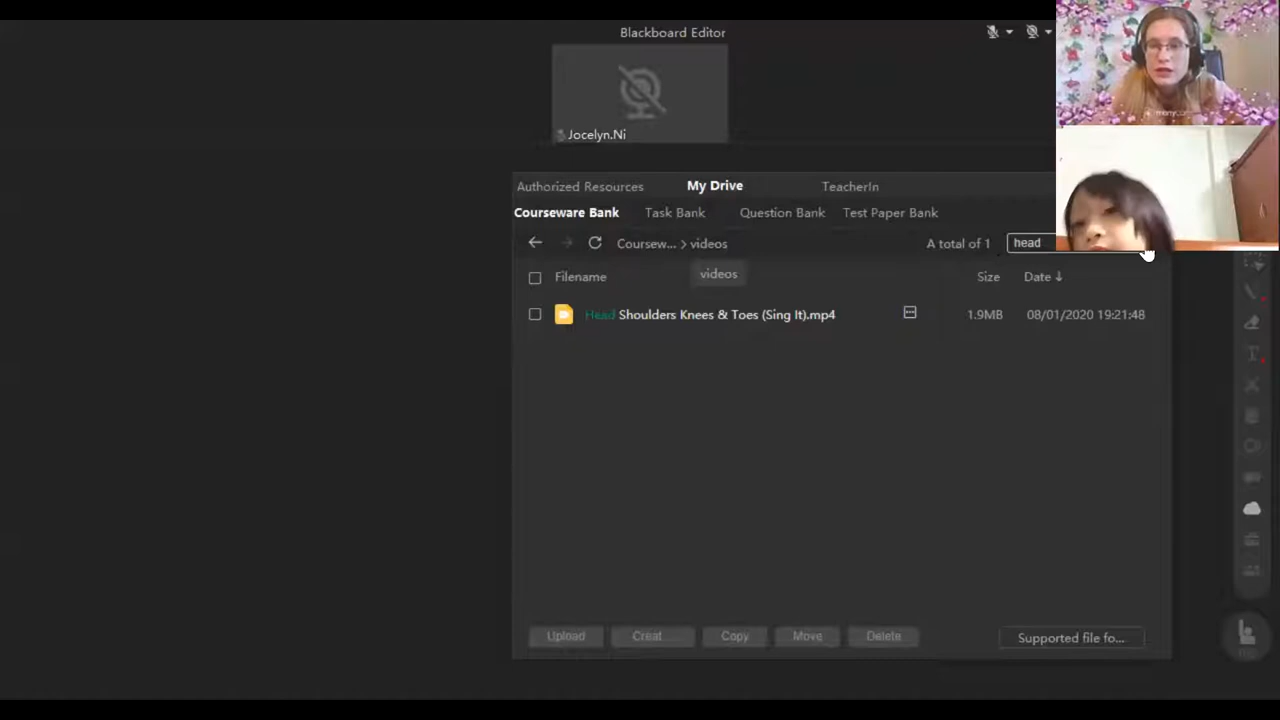 Blackboard Editor
Jocelyn.Ni
Authorized Resources My Drive TeacherIn
Courseware Bank Task Bank Question Bank Test Paper Bank
Coursew... > videos A total of 1 head
videos
Filename Size Date ↓
Head Shoulders Knees & Toes (Sing It).mp4 1.9MB 08/01/2020 19:21:48
Upload Creat... Copy Move Delete Supported file fo...